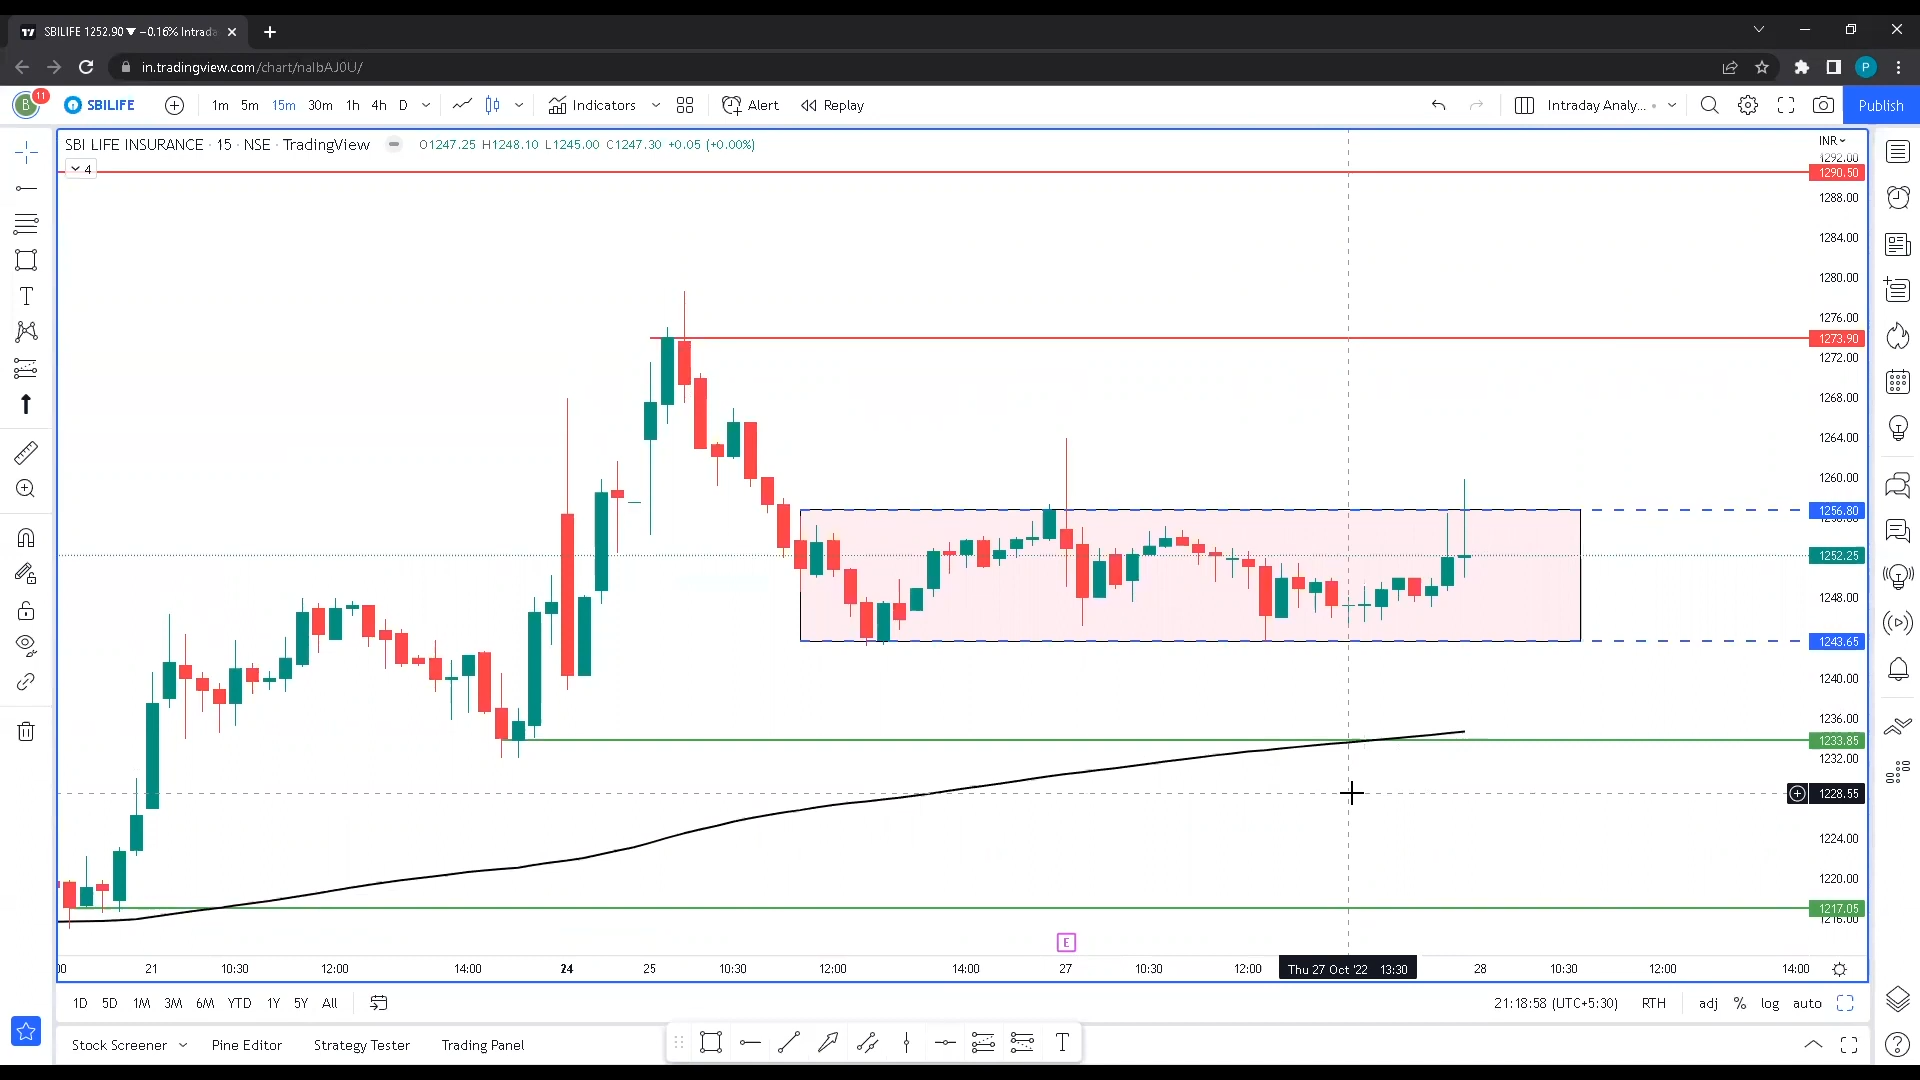 SBILIFE 1252.90 ▼ −0.16% Intrada
in.tradingview.com/chart/naIbAJ0U/
P
B 11 SBILIFE 1m 5m 15m 30m 1h 4h D Indicators Alert Replay Intraday Analy... Publish
SBI LIFE INSURANCE · 15 · NSE · TradingView O1247.25 H1248.10 L1245.00 C1247.30 +0.05 (+0.00%)
4
INR
1292.00
1290.50
1288.00
1284.00
1280.00
1276.00
1273.90
1272.00
1268.00
1264.00
1260.00
1256.80
1252.25
1248.00
1243.65
1240.00
1236.00
1233.85
1232.00
1228.55
1224.00
1220.00
1217.05
1216.00
E
00 21 10:30 12:00 14:00 24 25 10:30 12:00 14:00 27 10:30 12:00 Thu 27 Oct '22 13:30 28 10:30 12:00 14:00
1D 5D 1M 3M 6M YTD 1Y 5Y All 21:18:58 (UTC+5:30) RTH adj % log auto
Stock Screener Pine Editor Strategy Tester Trading Panel